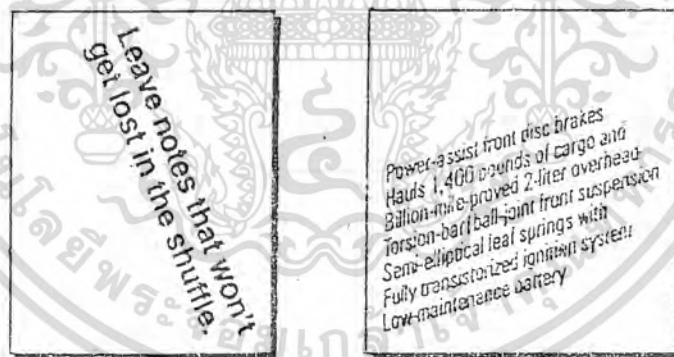 Leave notes that won't
get lost in the shuffle.
Power-assist front disc brakes
Hauls 1,400 pounds of cargo and
Billion-mile-proved 2-liter overhead
Torsion-bart ball-joint front suspension
Semi-elliptical leaf springs with
Fully transistorized ignition system
Low-maintenance battery